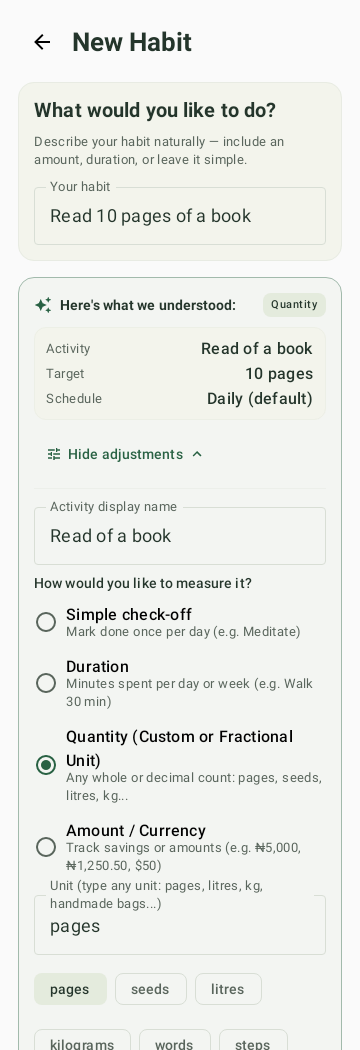 New Habit
What would you like to do?
Describe your habit naturally — include an
amount, duration, or leave it simple.
Your habit
Read 10 pages of a book
Here's what we understood:
Quantity
Activity
Read of a book
Target
10 pages
Schedule
Daily (default)
Hide adjustments
Activity display name
Read of a book
How would you like to measure it?
Simple check-off
Mark done once per day (e.g. Meditate)
Duration
Minutes spent per day or week (e.g. Walk
30 min)
Quantity (Custom or Fractional
Unit)
Any whole or decimal count: pages, seeds,
litres, kg...
Amount / Currency
Track savings or amounts (e.g. ₦5,000,
₦1,250.50, $50)
Unit (type any unit: pages, litres, kg,
handmade bags...)
pages
pages
seeds
litres
kilograms
words
steps